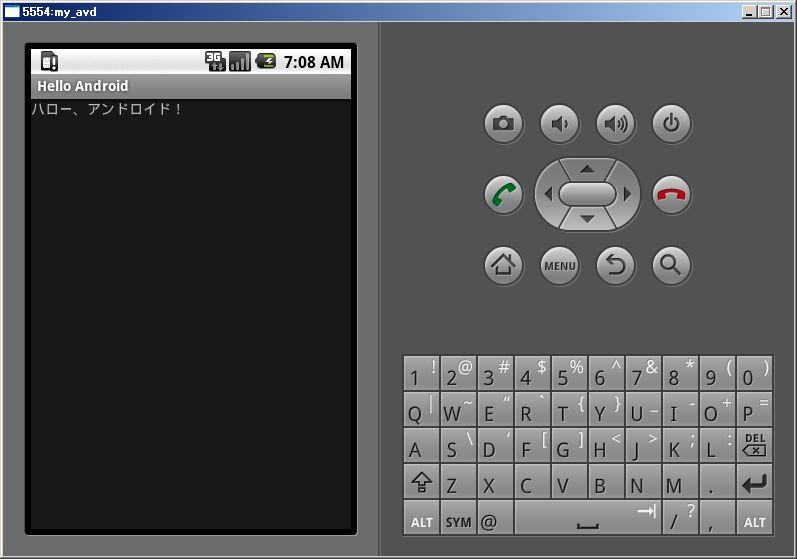 5554:my_avd
3G 7:08 AM
Hello Android
ハロー、アンドロイド！
MENU
1 ! 2 @ 3 # 4 $ 5 % 6 ^ 7 & 8 * 9 ( 0 )
Q | W ~ E “ R ` T { Y } U _ I - O + P =
A S \ D ‘ F [ G ] H < J > K ; L : DEL
Z X C V B N M .
ALT SYM @ / ? , ALT